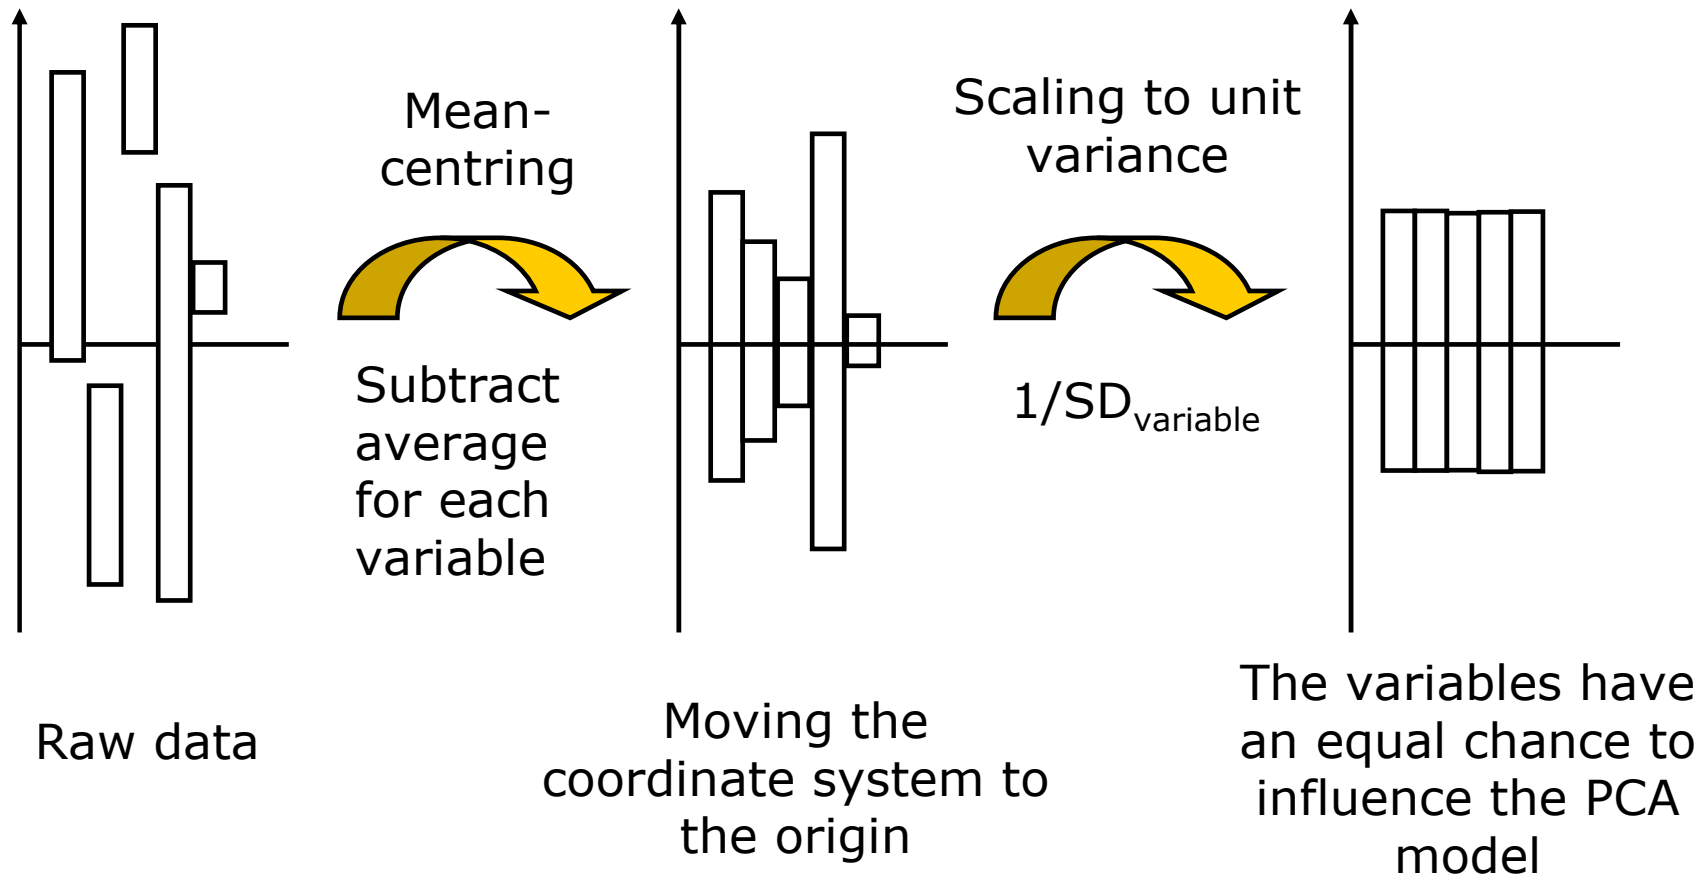 Mean-
centring
Subtract
average
for each
variable
Scaling to unit
variance
1/SDvariable
Raw data
Moving the
coordinate system to
the origin
The variables have
an equal chance to
influence the PCA
model